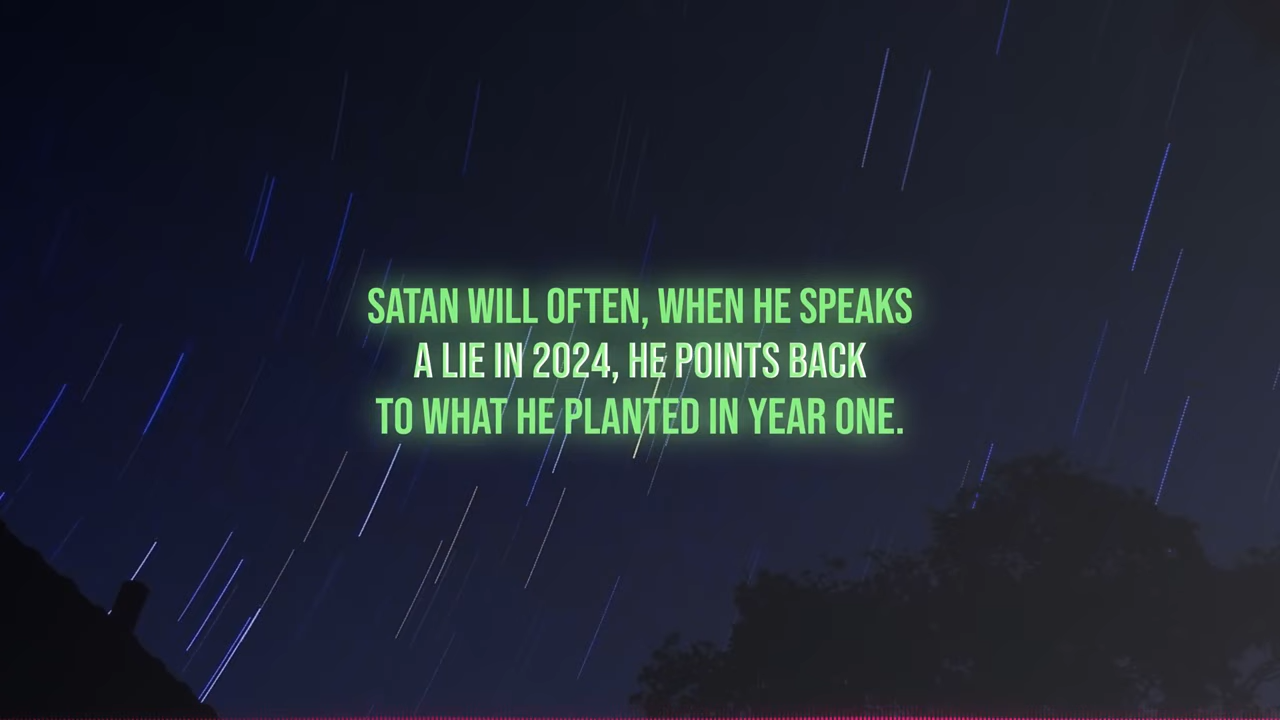 SATAN WILL OFTEN, WHEN HE SPEAKS
A LIE IN 2024, HE POINTS BACK
TO WHAT HE PLANTED IN YEAR ONE.